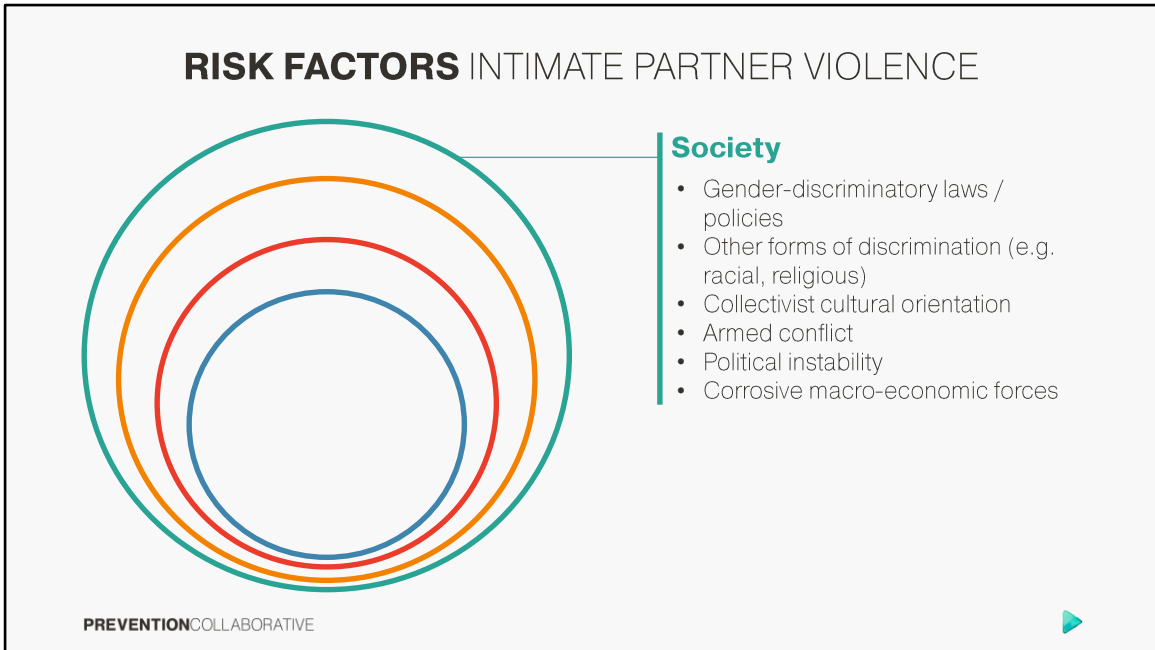 RISK FACTORS INTIMATE PARTNER VIOLENCE
Society
• Gender-discriminatory laws /
policies
• Other forms of discrimination (e.g.
racial, religious)
• Collectivist cultural orientation
• Armed conflict
• Political instability
• Corrosive macro-economic forces
PREVENTIONCOLLABORATIVE